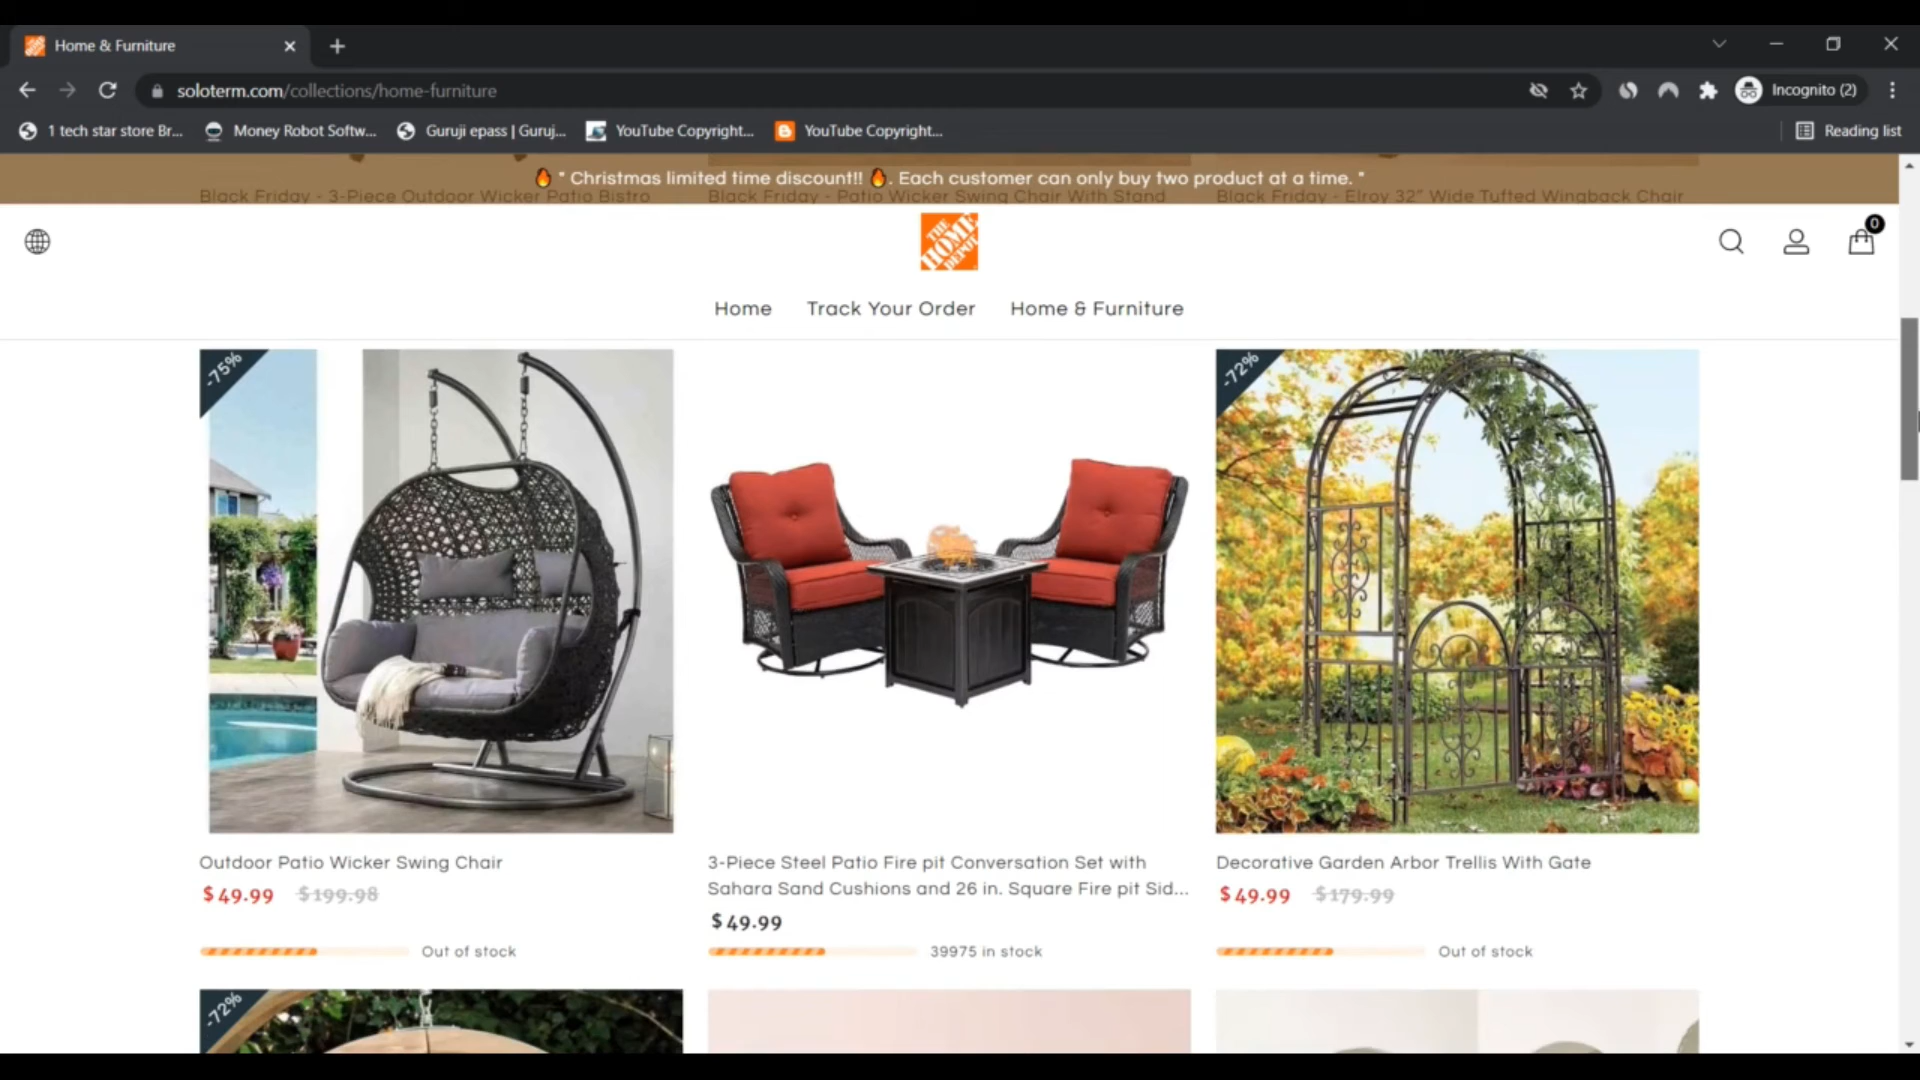 Home & Furniture
soloterm.com/collections/home-furniture
Incognito (2)
1 tech star store Br...
Money Robot Softw...
Guruji epass | Guruj...
YouTube Copyright...
YouTube Copyright...
Reading list
" Christmas limited time discount!! . Each customer can only buy two product at a time. "
Black Friday - 3-Piece Outdoor Wicker Patio Bistro
Black Friday - Patio Wicker Swing Chair With Stand
Black Friday - Elroy 32" Wide Tufted Wingback Chair
THE HOME DEPOT
0
Home
Track Your Order
Home & Furniture
-75%
-72%
Outdoor Patio Wicker Swing Chair
$49.99 $199.98
Out of stock
3-Piece Steel Patio Fire pit Conversation Set with
Sahara Sand Cushions and 26 in. Square Fire pit Sid...
$49.99
39975 in stock
Decorative Garden Arbor Trellis With Gate
$49.99 $179.99
Out of stock
-72%